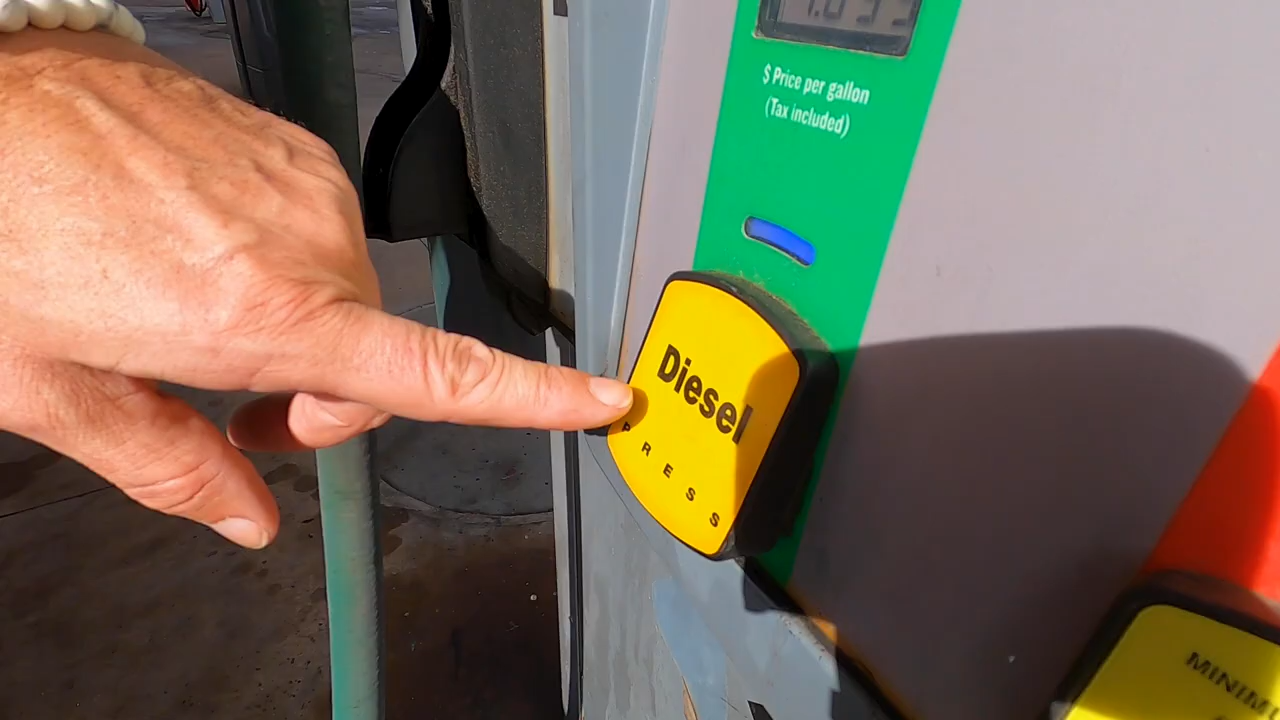 $ Price per gallon
(Tax included)
Diesel
PRESS